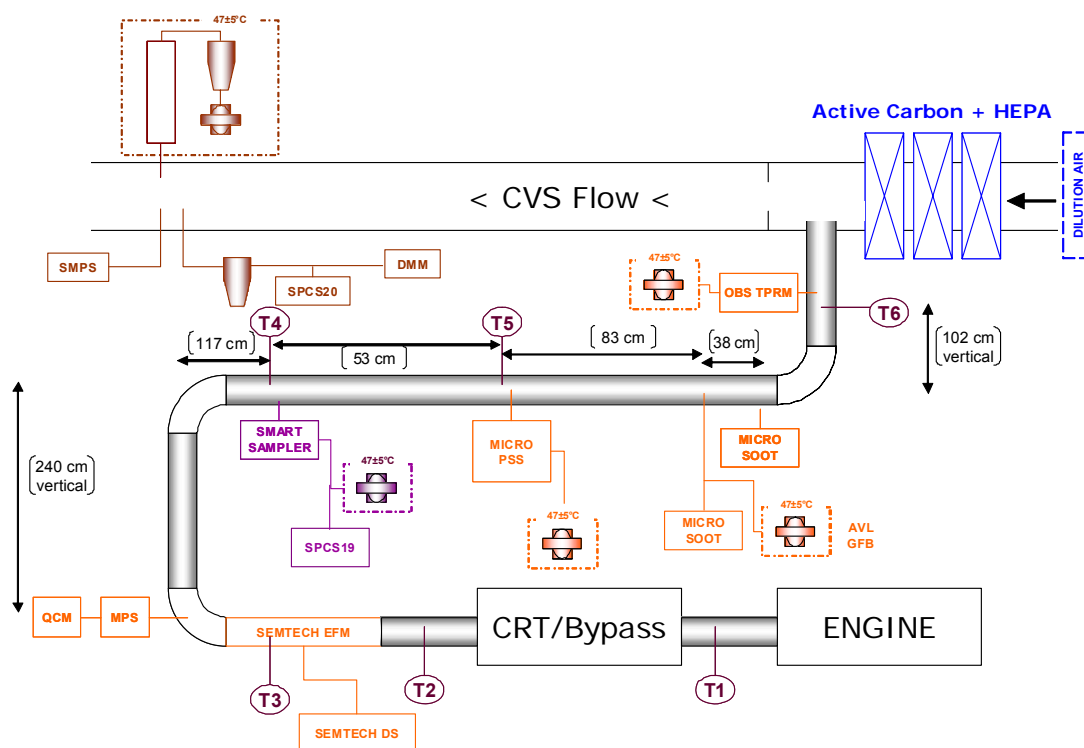 47±5°C
Active Carbon + HEPA
DILUTION AIR
< CVS Flow <
SMPS
SPCS20
DMM
47±5°C
OBS TPRM
T4
T5
T6
117 cm
53 cm
83 cm
38 cm
102 cm
vertical
SMART
SAMPLER
47±5°C
SPCS19
MICRO
PSS
47±5°C
MICRO
SOOT
MICRO
SOOT
47±5°C
AVL
GFB
240 cm
vertical
QCM
MPS
SEMTECH EFM
CRT/Bypass
ENGINE
T3
T2
T1
SEMTECH DS